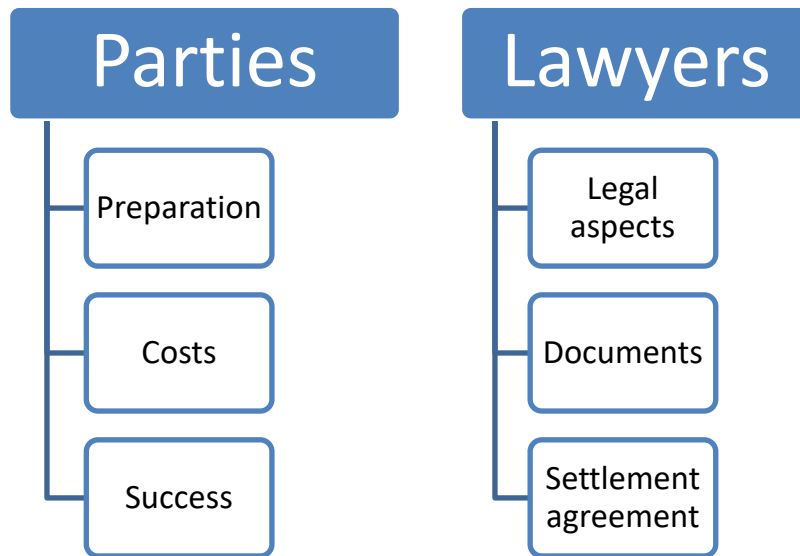 Parties
Preparation
Costs
Success
Lawyers
Legal
aspects
Documents
Settlement
agreement